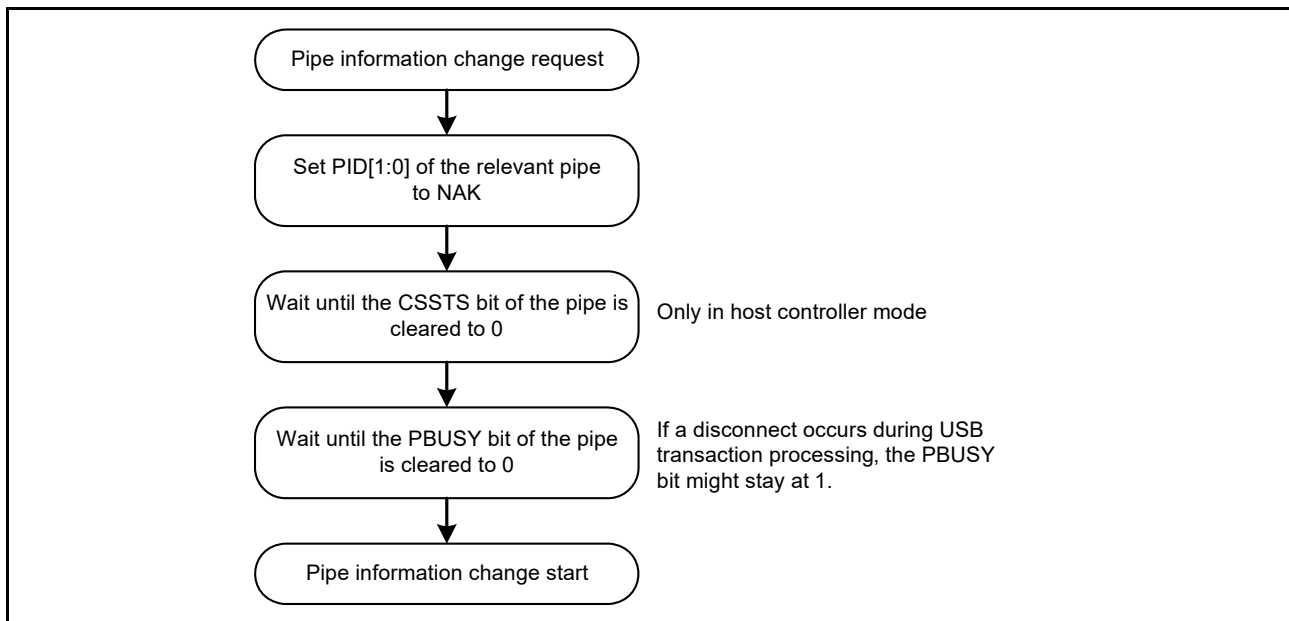 Pipe information change request
Set PID[1:0] of the relevant pipe
to NAK
Wait until the CSSTS bit of the pipe is
cleared to 0
Only in host controller mode
Wait until the PBUSY bit of the pipe
is cleared to 0
If a disconnect occurs during USB
transaction processing, the PBUSY
bit might stay at 1.
Pipe information change start